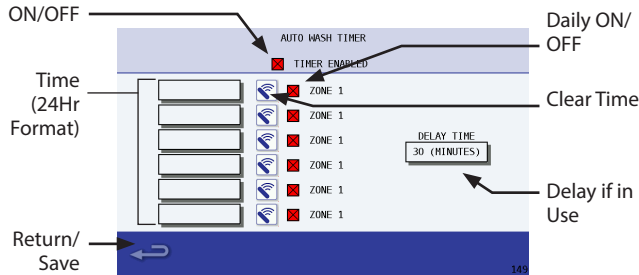 ON/OFF
Daily ON/
OFF
AUTO WASH TIMER
TIMER ENABLED
Time
(24Hr
Format)
ZONE 1
Clear Time
ZONE 1
ZONE 1
ZONE 1
ZONE 1
ZONE 1
DELAY TIME
30 (MINUTES)
Delay if in
Use
Return/
Save
149